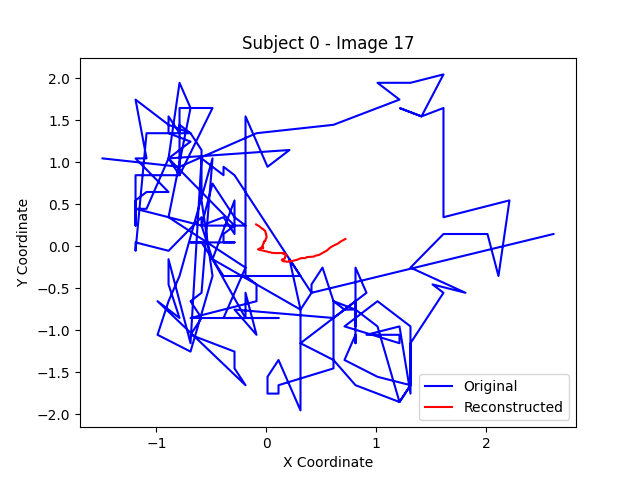 Subject 0 - Image 17
2.0
1.5
1.0
0.5
0.0
−0.5
−1.0
−1.5
−2.0
Y Coordinate
−1
0
1
2
X Coordinate
Original
Reconstructed